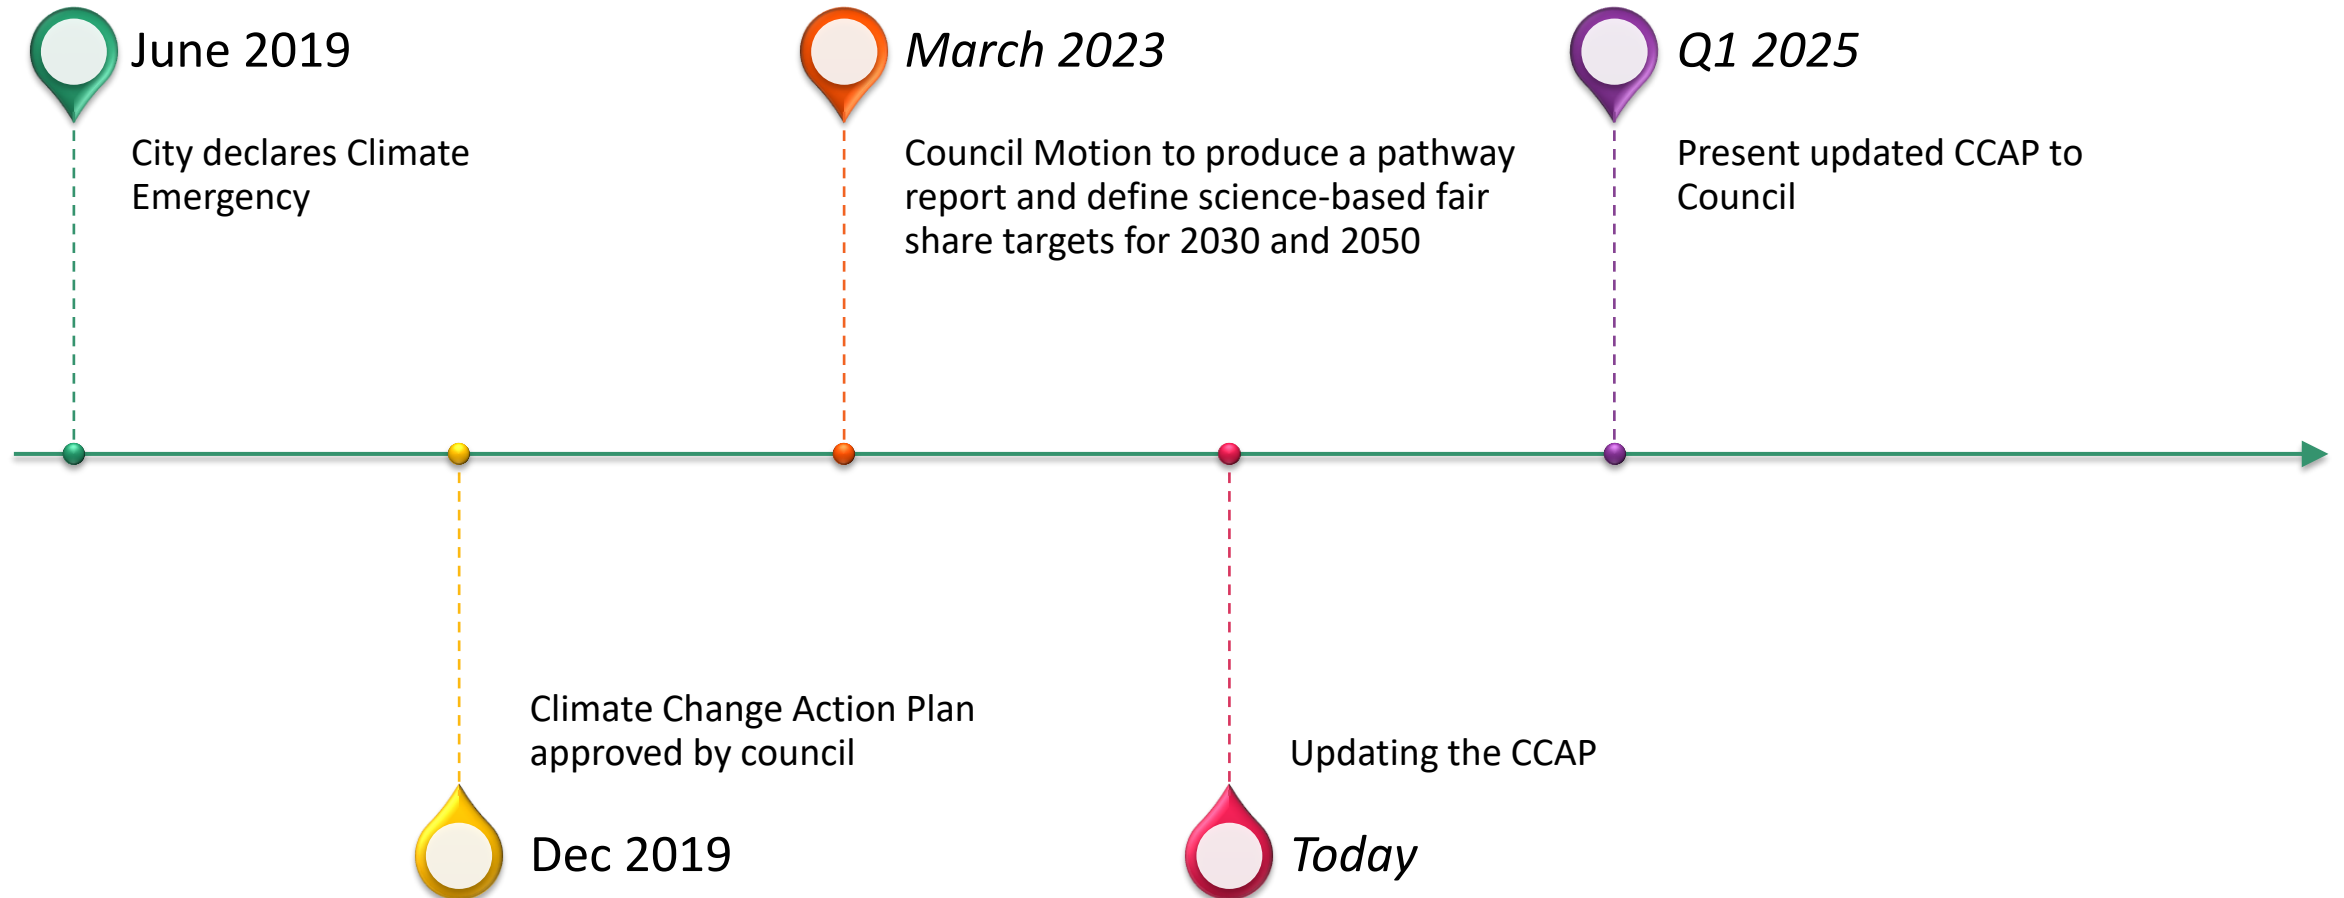 June 2019
City declares Climate
Emergency
Climate Change Action Plan
approved by council
Dec 2019
March 2023
Council Motion to produce a pathway
report and define science-based fair
share targets for 2030 and 2050
Updating the CCAP
Today
Q1 2025
Present updated CCAP to
Council